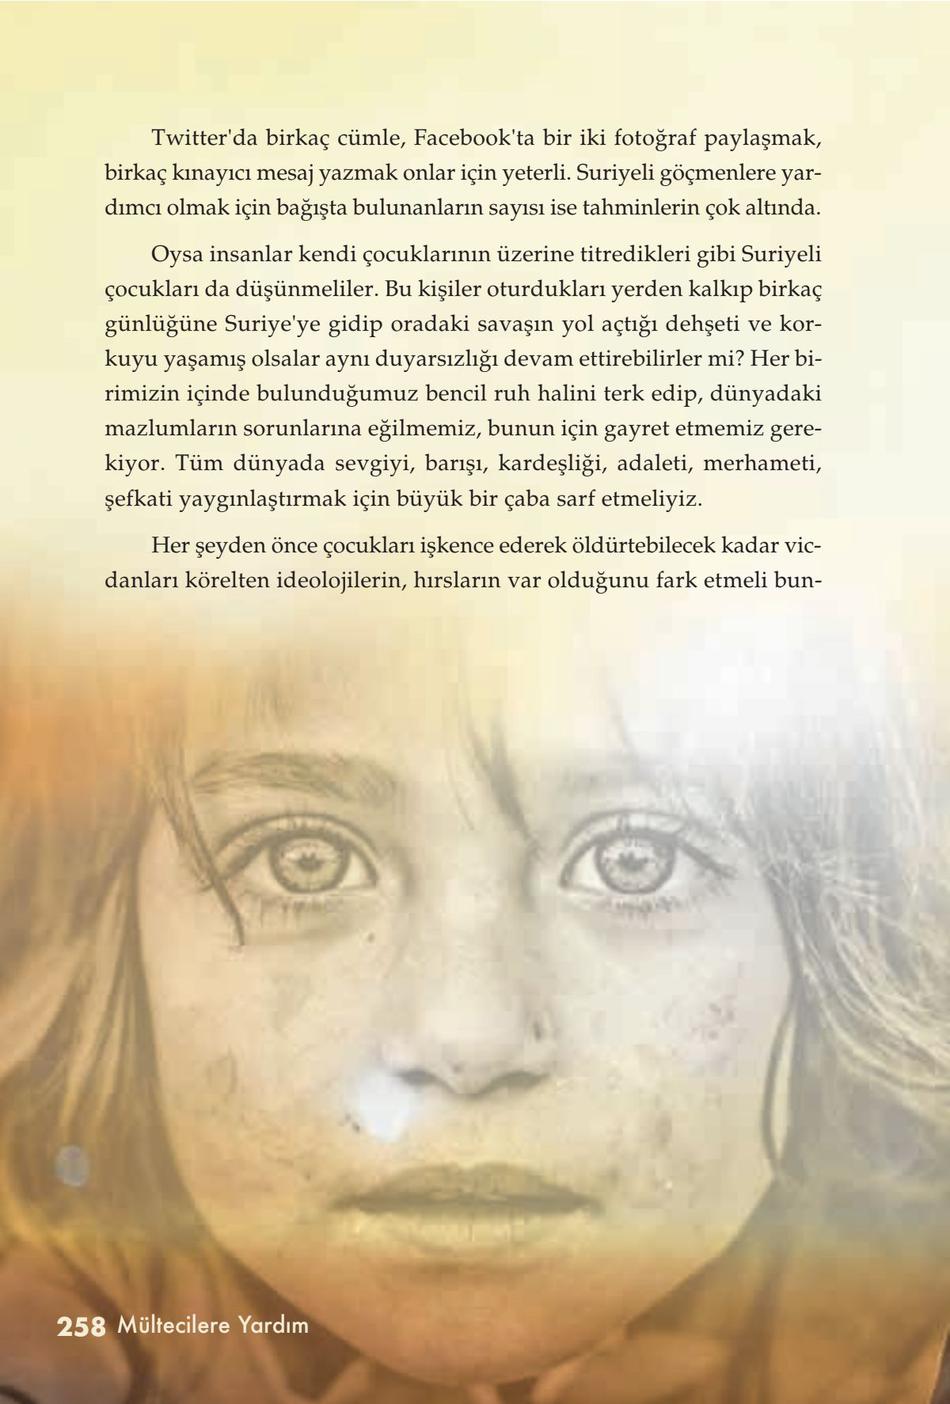 Twitter'da birkaç cümle, Facebook'ta bir iki fotoğraf paylaşmak,
birkaç kınayıcı mesaj yazmak onlar için yeterli. Suriyeli göçmenlere yar-
dımcı olmak için bağışta bulunanların sayısı ise tahminlerin çok altında.
Oysa insanlar kendi çocuklarının üzerine titredikleri gibi Suriyeli
çocukları da düşünmeliler. Bu kişiler oturdukları yerden kalkıp birkaç
günlüğüne Suriye'ye gidip oradaki savaşın yol açtığı dehşeti ve kor-
kuyu yaşamış olsalar aynı duyarsızlığı devam ettirebilirler mi? Her bi-
rimizin içinde bulunduğumuz bencil ruh halini terk edip, dünyadaki
mazlumların sorunlarına eğilmemiz, bunun için gayret etmemiz gere-
kiyor. Tüm dünyada sevgiyi, barışı, kardeşliği, adaleti, merhameti,
şefkati yaygınlaştırmak için büyük bir çaba sarf etmeliyiz.
Her şeyden önce çocukları işkence ederek öldürtebilecek kadar vic-
danları körelten ideolojilerin, hırsların var olduğunu fark etmeli bun-
258 Mültecilere Yardım